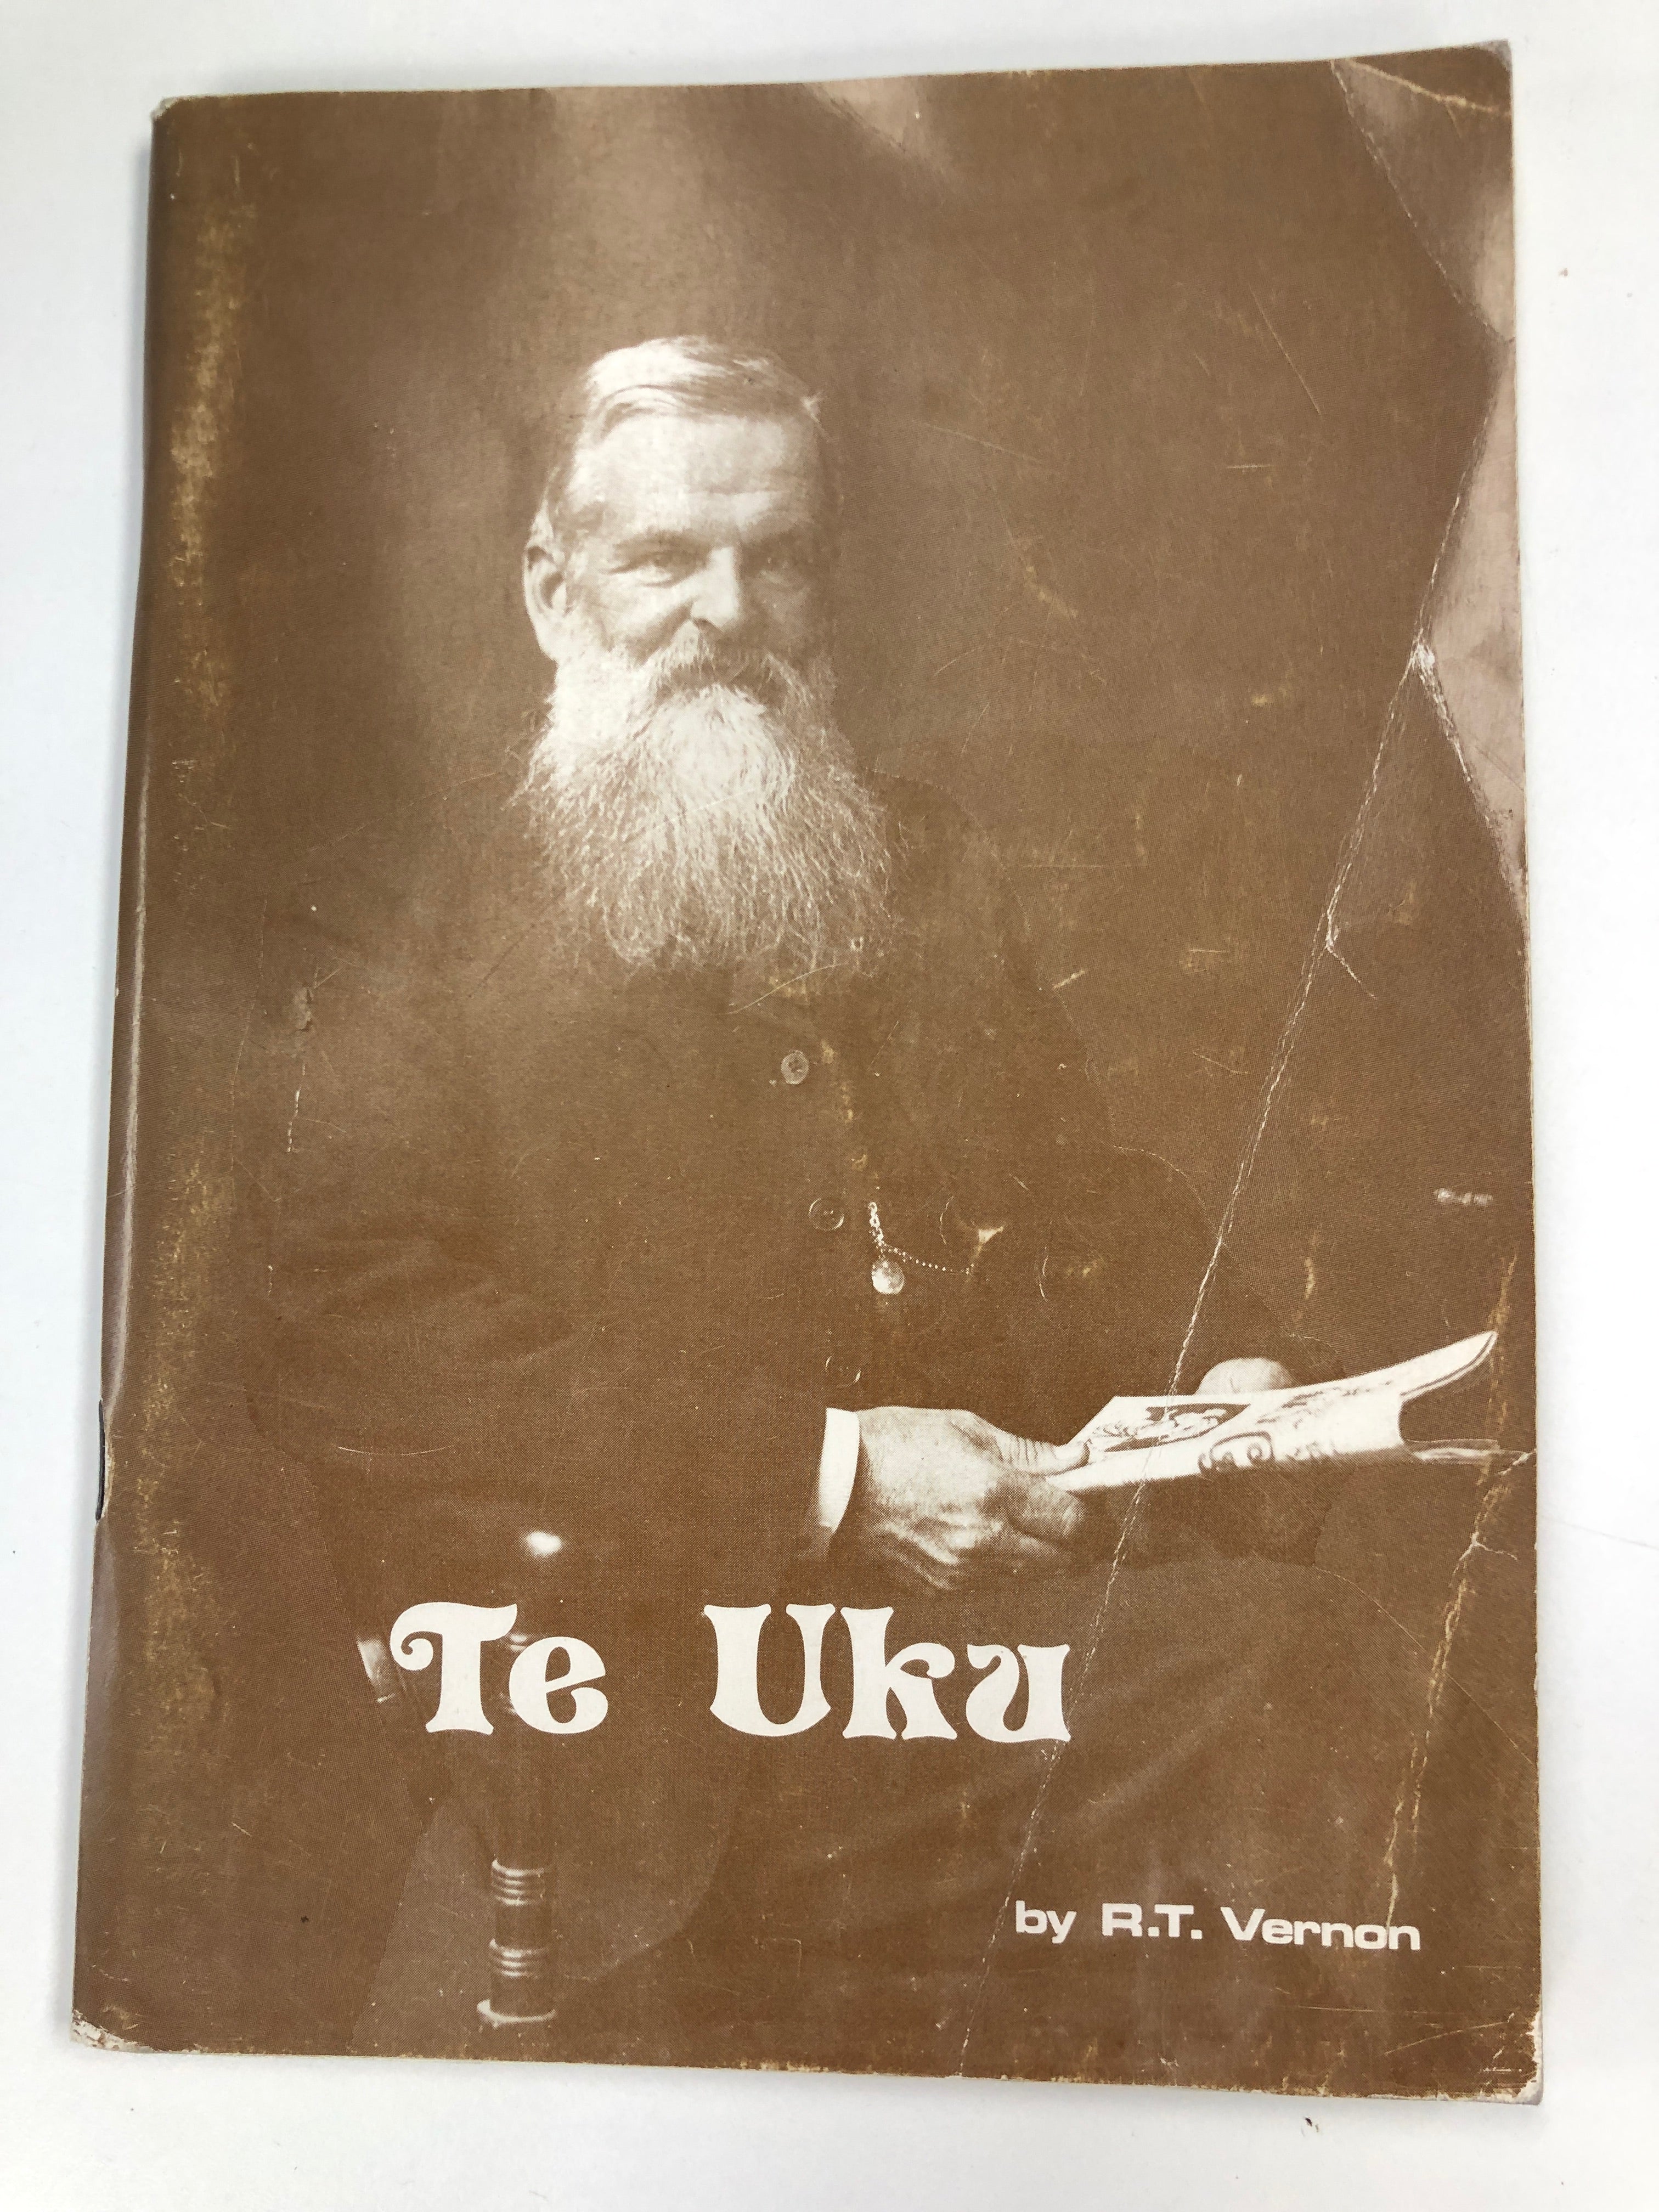 Te Uku
by R.T. Vernon